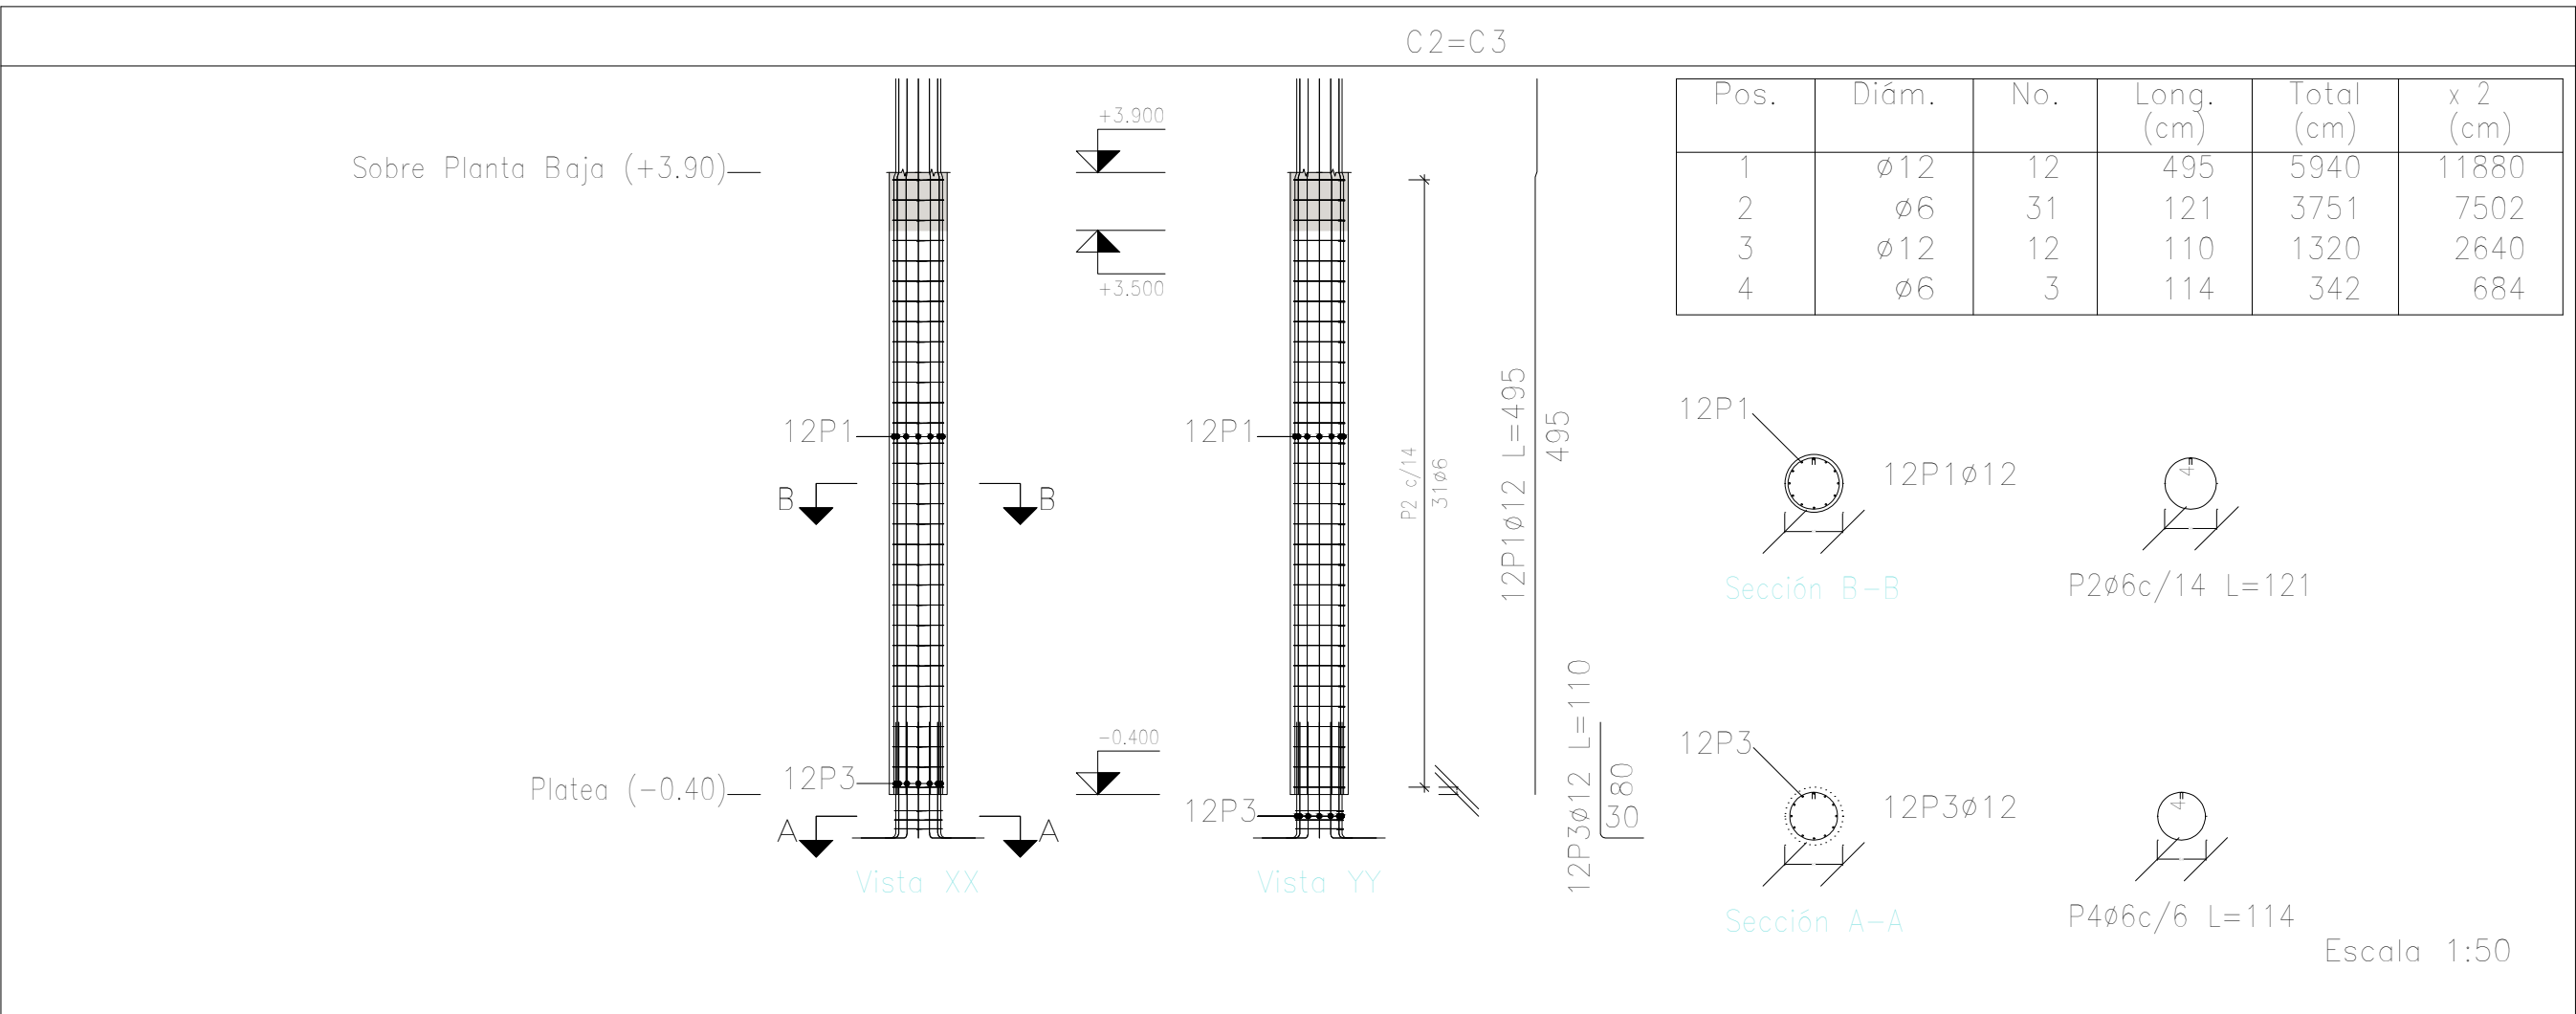 C2=C3
Sobre Planta Baja (+3.90)
+3.900
+3.500
12P1
12P1
B
B
Platea (-0.40)
12P3
-0.400
12P3
A
A
Vista XX
Vista YY
P2 c/14
31ø6
12P1ø12 L=495
495
12P3ø12 L=110
80
30
Pos. Diám. No. Long. (cm) Total (cm) x 2 (cm)
1 ø12 12 495 5940 11880
2 ø6 31 121 3751 7502
3 ø12 12 110 1320 2640
4 ø6 3 114 342 684
12P1
12P1ø12
4
Sección B-B
P2ø6c/14 L=121
12P3
12P3ø12
4
Sección A-A
P4ø6c/6 L=114
Escala 1:50